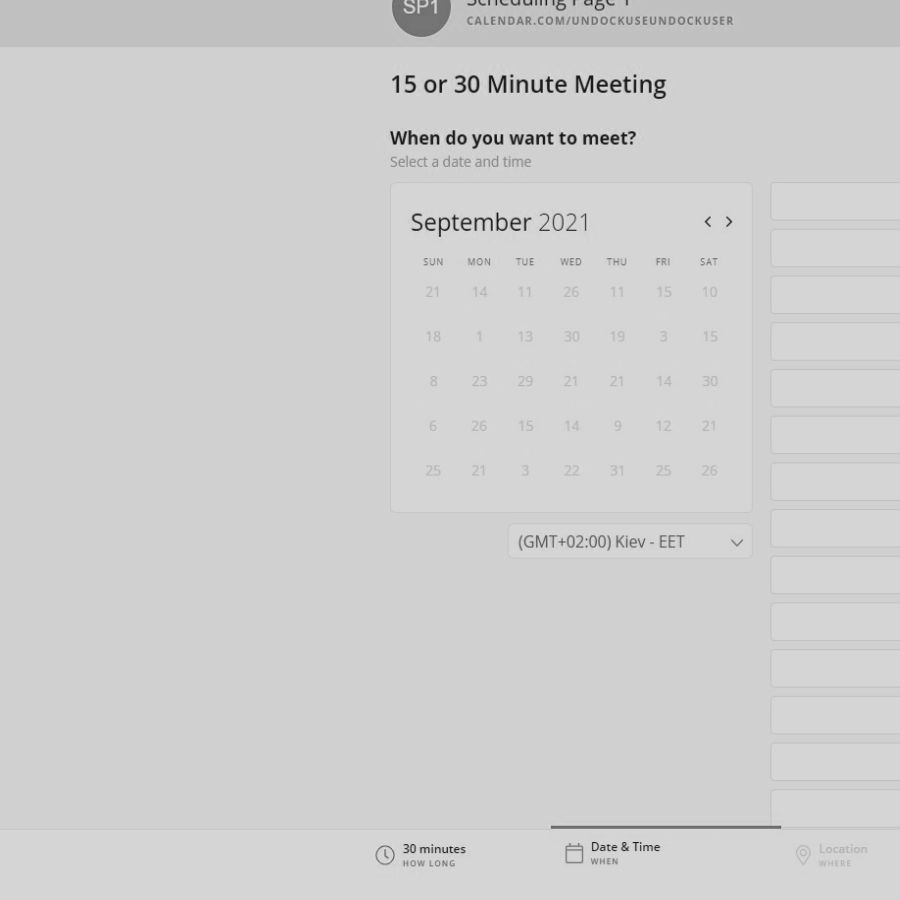 SP1
Scheduling Page 1
CALENDAR.COM/UNDOCKUSEUNDOCKUSER
15 or 30 Minute Meeting
When do you want to meet?
Select a date and time
September 2021
SUN MON TUE WED THU FRI SAT
21 14 11 26 11 15 10
18 1 13 30 19 3 15
8 23 29 21 21 14 30
6 26 15 14 9 12 21
25 21 3 22 31 25 26
(GMT+02:00) Kiev - EET
30 minutes
HOW LONG
Date & Time
WHEN
Location
WHERE